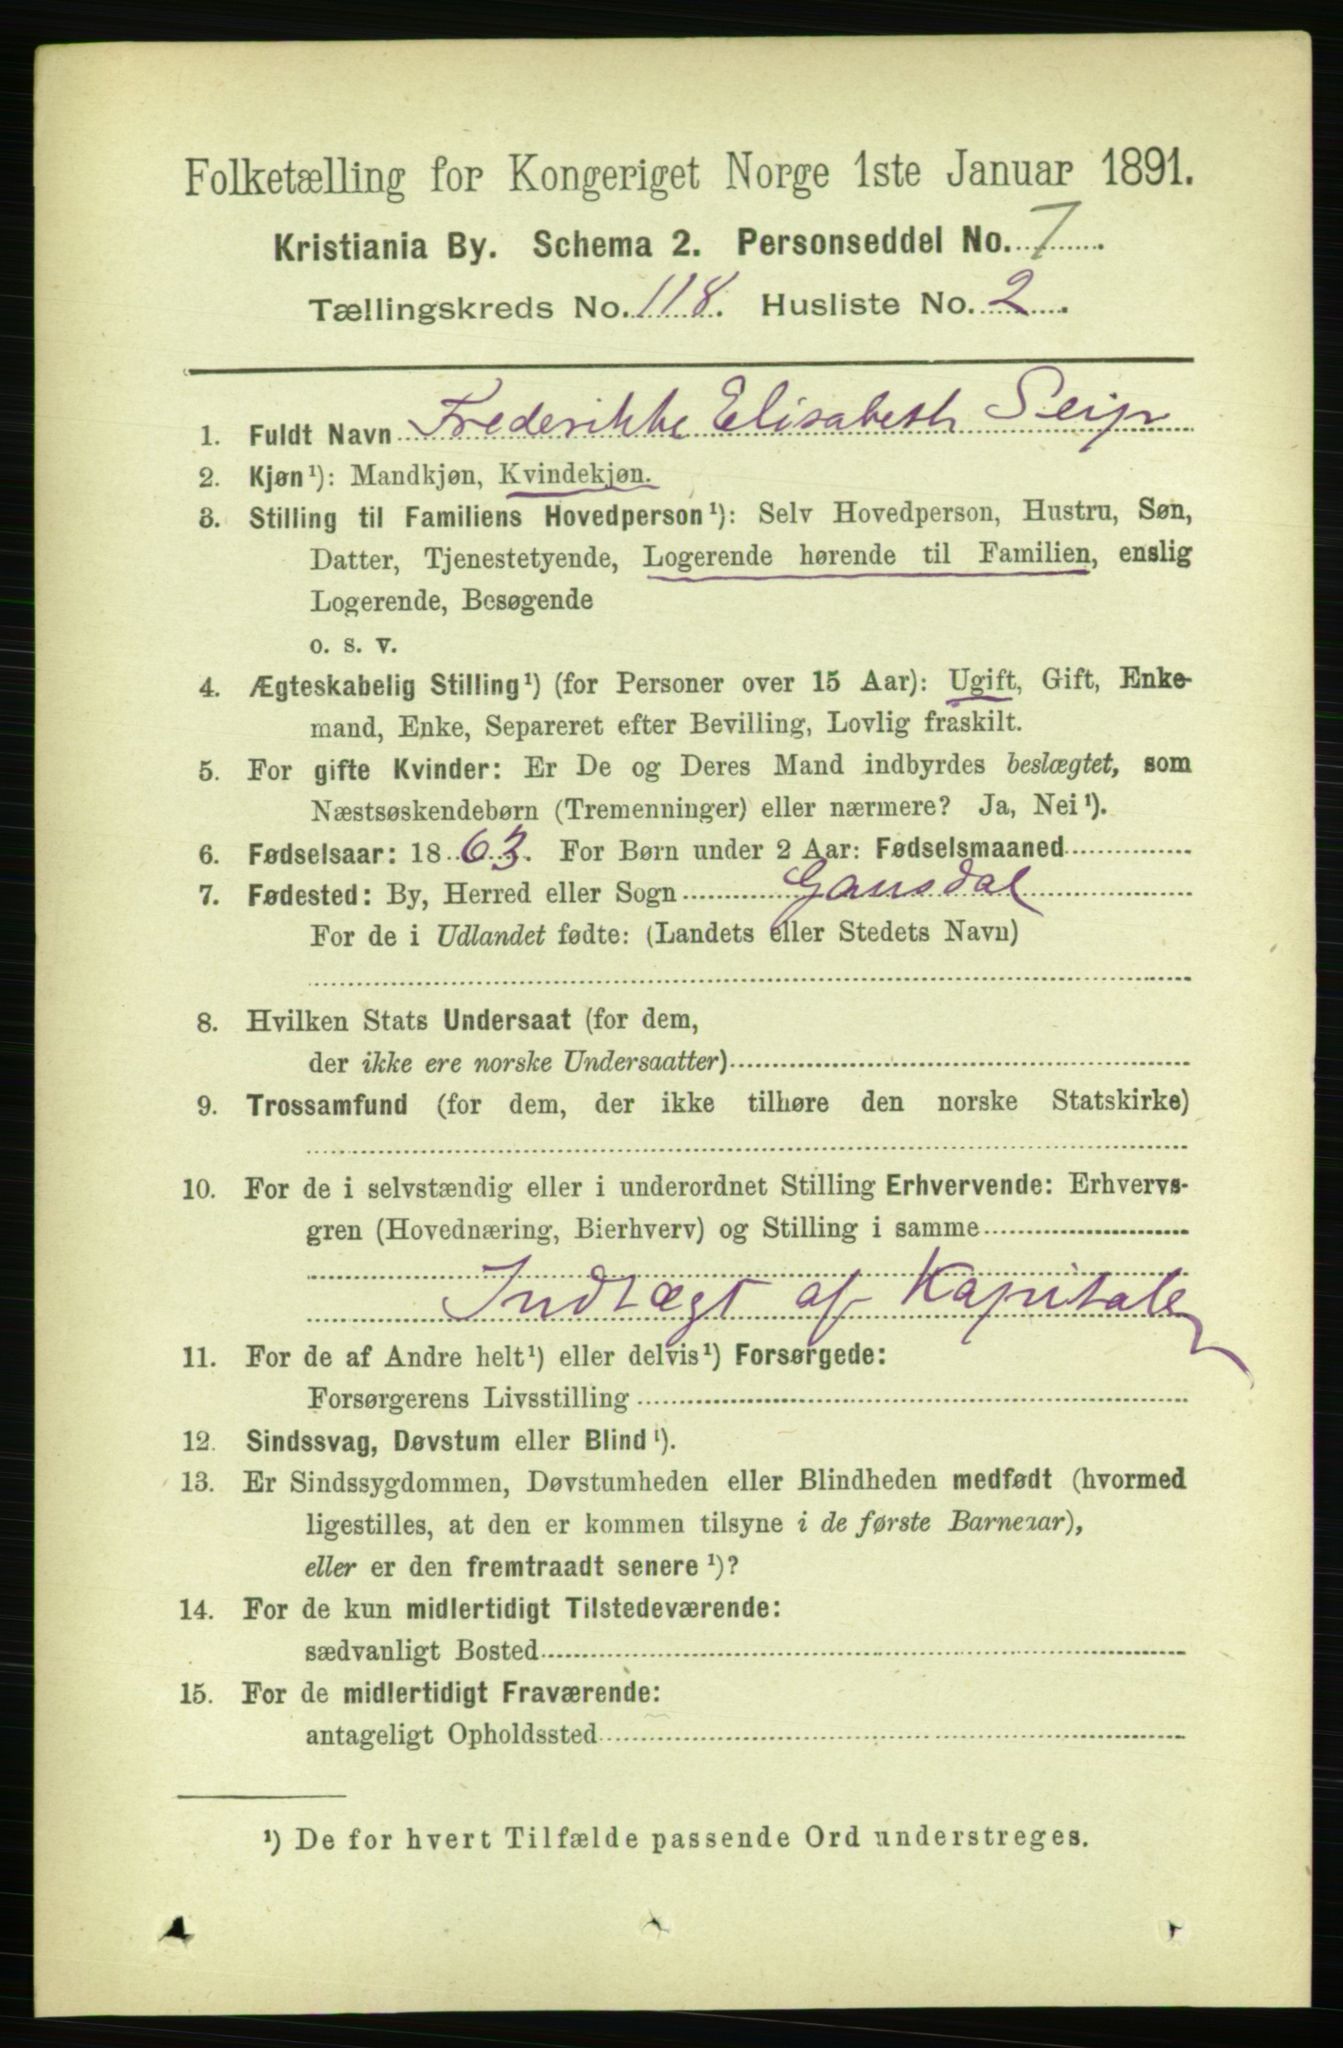 Folketælling for Kongeriget Norge 1ste Januar 1891.
Kristiania By. Schema 2. Personseddel No. 7.
Tællingskreds No. 118. Husliste No. 2.
1. Fuldt Navn Frederikke Elisabeth Seip
2. Kjøn¹): Mandkjøn, Kvindekjøn.
3. Stilling til Familiens Hovedperson¹): Selv Hovedperson, Hustru, Søn,
Datter, Tjenestetyende, Logerende hørende til Familien, enslig
Logerende, Besøgende
o. s. v.
4. Ægteskabelig Stilling¹) (for Personer over 15 Aar): Ugift, Gift, Enke-
mand, Enke, Separeret efter Bevilling, Lovlig fraskilt.
5. For gifte Kvinder: Er De og Deres Mand indbyrdes beslægtet, som
Næstsøskendebørn (Tremenninger) eller nærmere? Ja, Nei¹).
6. Fødselsaar: 1863. For Børn under 2 Aar: Fødselsmaaned
7. Fødested: By, Herred eller Sogn Gausdal
For de i Udlandet fødte: (Landets eller Stedets Navn)
8. Hvilken Stats Undersaat (for dem,
der ikke ere norske Undersaatter)
9. Trossamfund (for dem, der ikke tilhøre den norske Statskirke)
10. For de i selvstændig eller i underordnet Stilling Erhvervende: Erhvervs-
gren (Hovednæring, Bierhverv) og Stilling i samme
Indtægt af Kapitaler
11. For de af Andre helt¹) eller delvis¹) Forsørgede:
Forsørgerens Livsstilling
12. Sindssvag, Døvstum eller Blind¹).
13. Er Sindssygdommen, Døvstumheden eller Blindheden medfødt (hvormed
ligestilles, at den er kommen tilsyne i de første Barneaar),
eller er den fremtraadt senere¹)?
14. For de kun midlertidigt Tilstedeværende:
sædvanligt Bosted
15. For de midlertidigt Fraværende:
antageligt Opholdssted
¹) De for hvert Tilfælde passende Ord understreges.